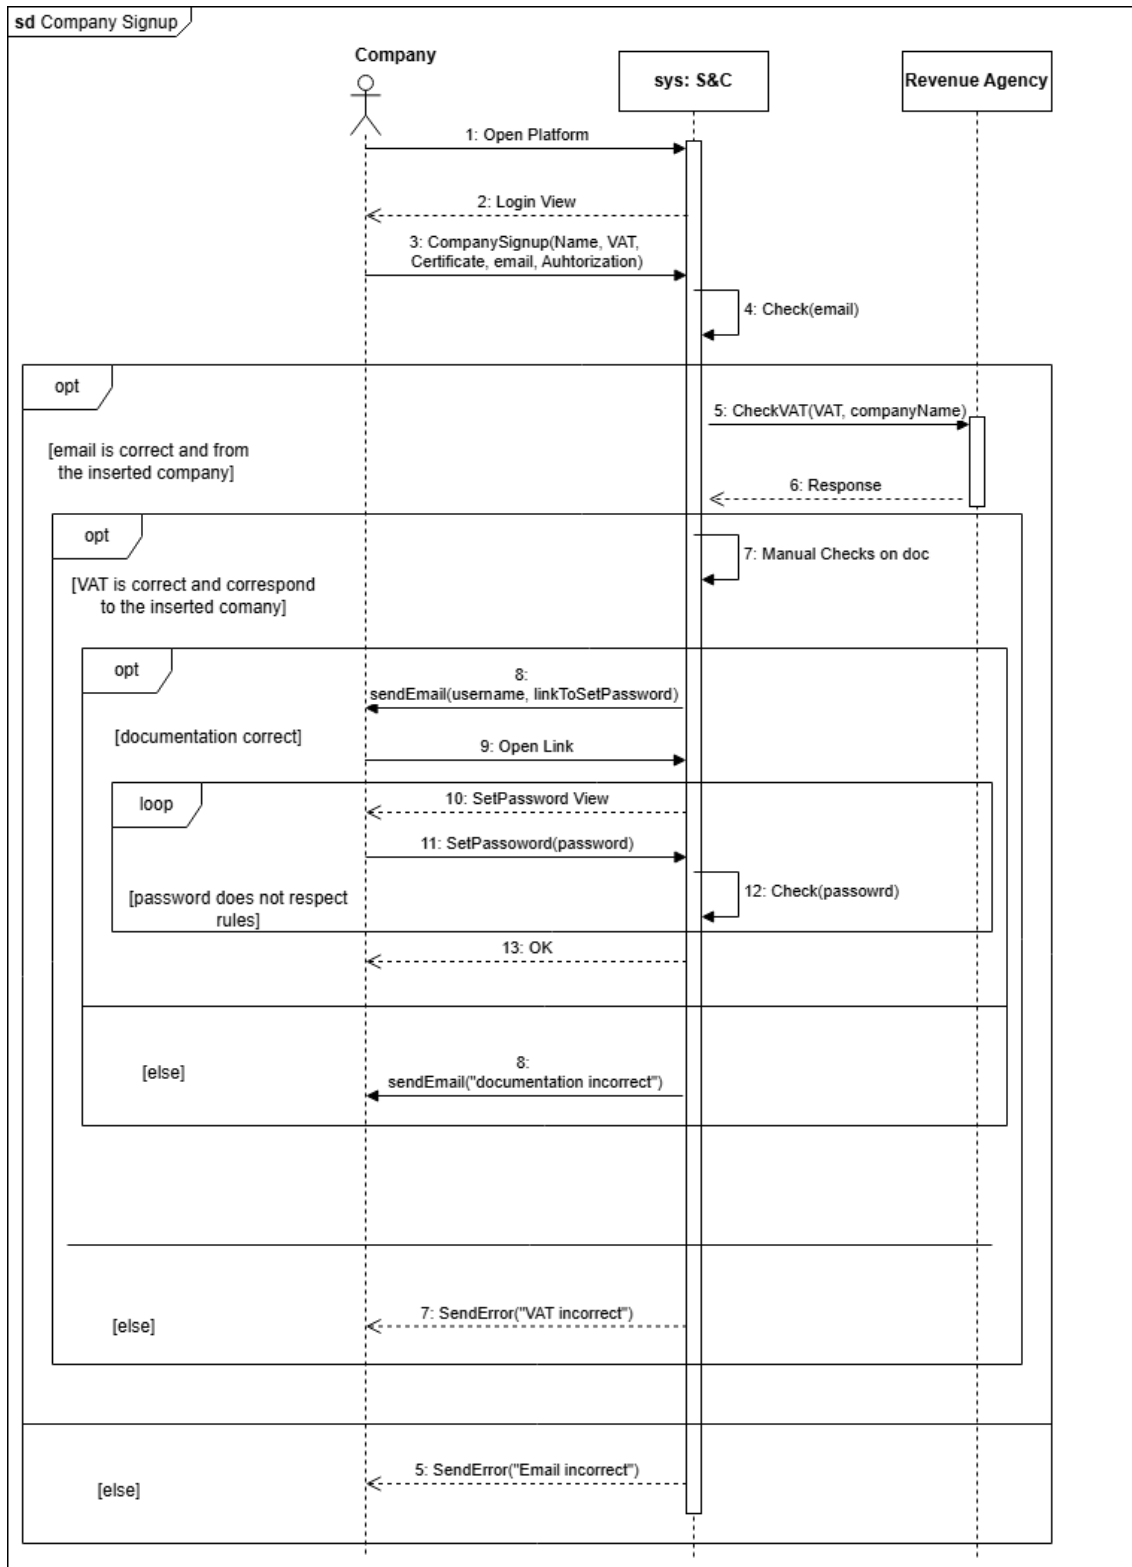 sd Company Signup
Company
sys: S&C
Revenue Agency
1: Open Platform
2: Login View
3: CompanySignup(Name, VAT,
Certificate, email, Auhtorization)
4: Check(email)
opt
5: CheckVAT(VAT, companyName)
[email is correct and from
the inserted company]
6: Response
opt
7: Manual Checks on doc
[VAT is correct and correspond
to the inserted comany]
opt
8:
sendEmail(username, linkToSetPassword)
[documentation correct]
9: Open Link
loop
10: SetPassword View
11: SetPassoword(password)
12: Check(passowrd)
[password does not respect
rules]
13: OK
8:
sendEmail("documentation incorrect")
[else]
7: SendError("VAT incorrect")
[else]
5: SendError("Email incorrect")
[else]